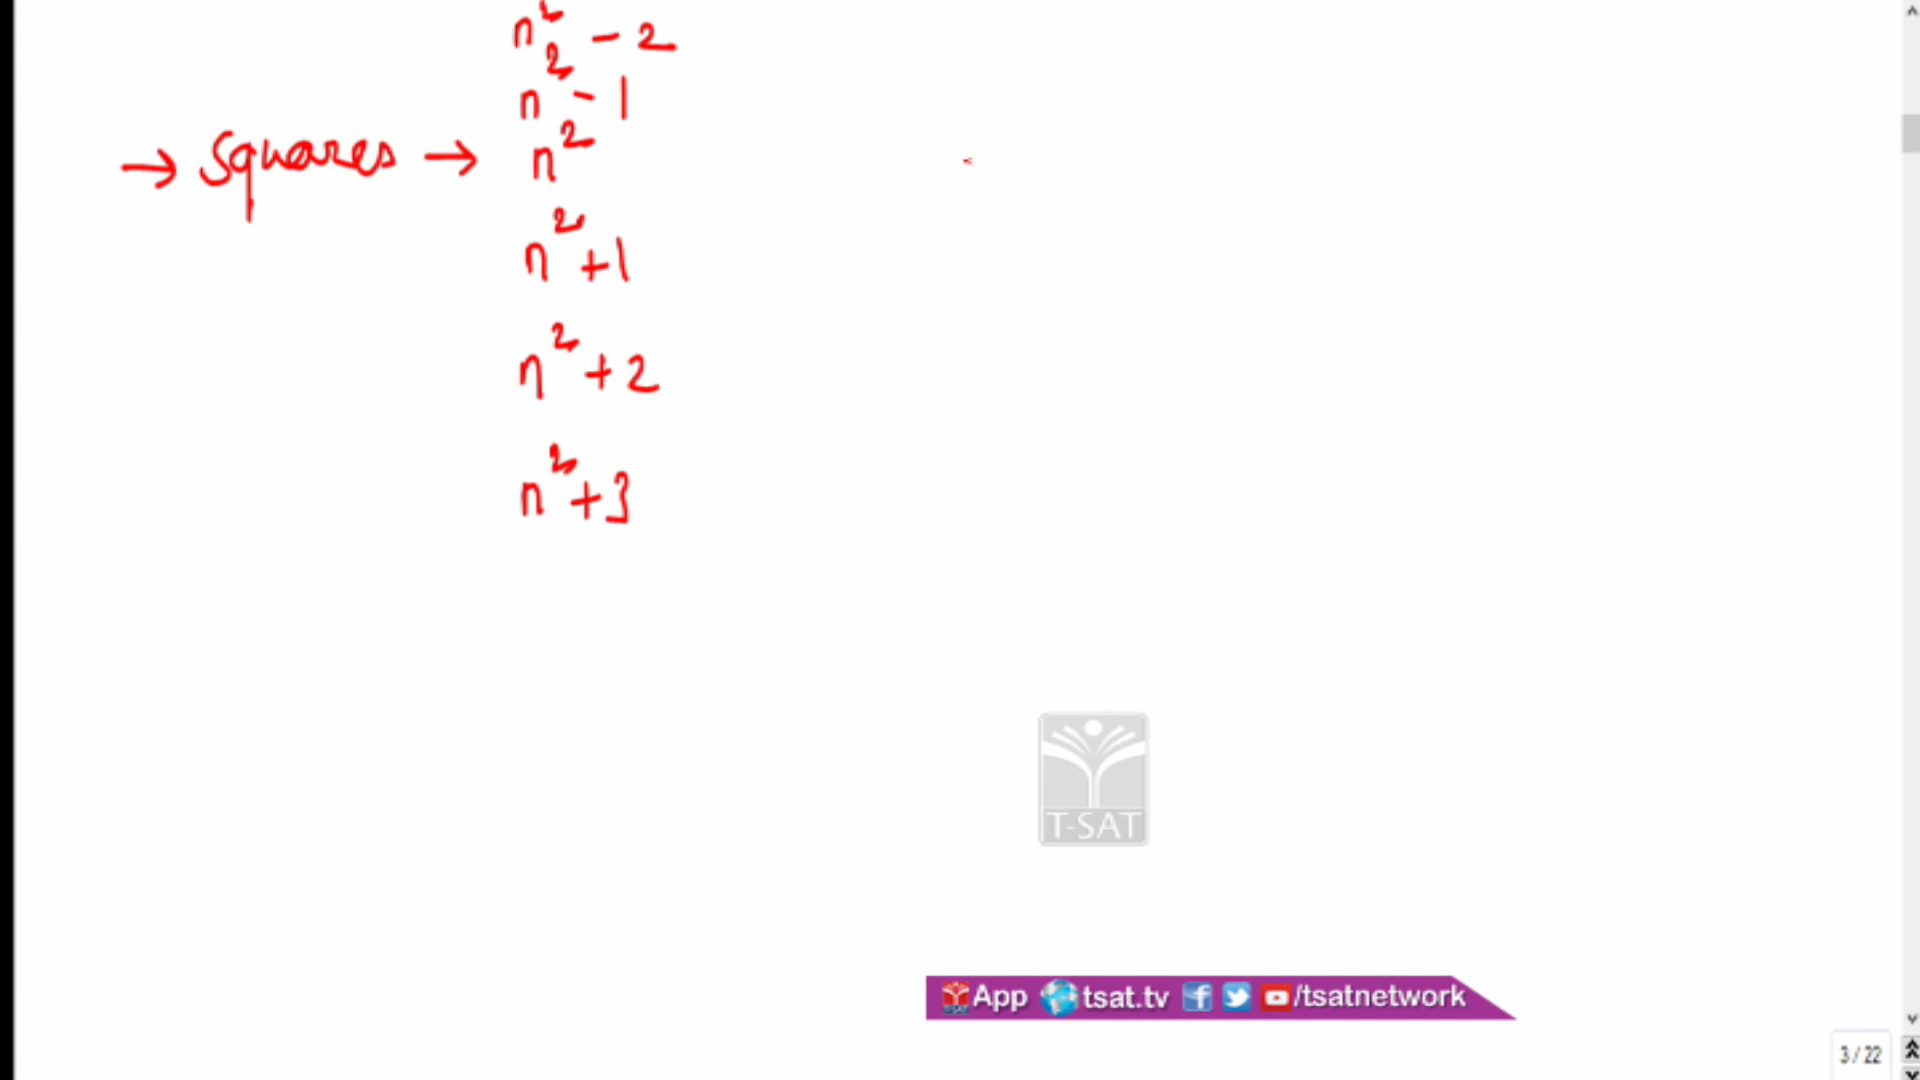 n² - 2
n² - 1
→ Squares → n²
n² + 1
n² + 2
n² + 3
T-SAT
App tsat.tv /tsatnetwork
3 / 22